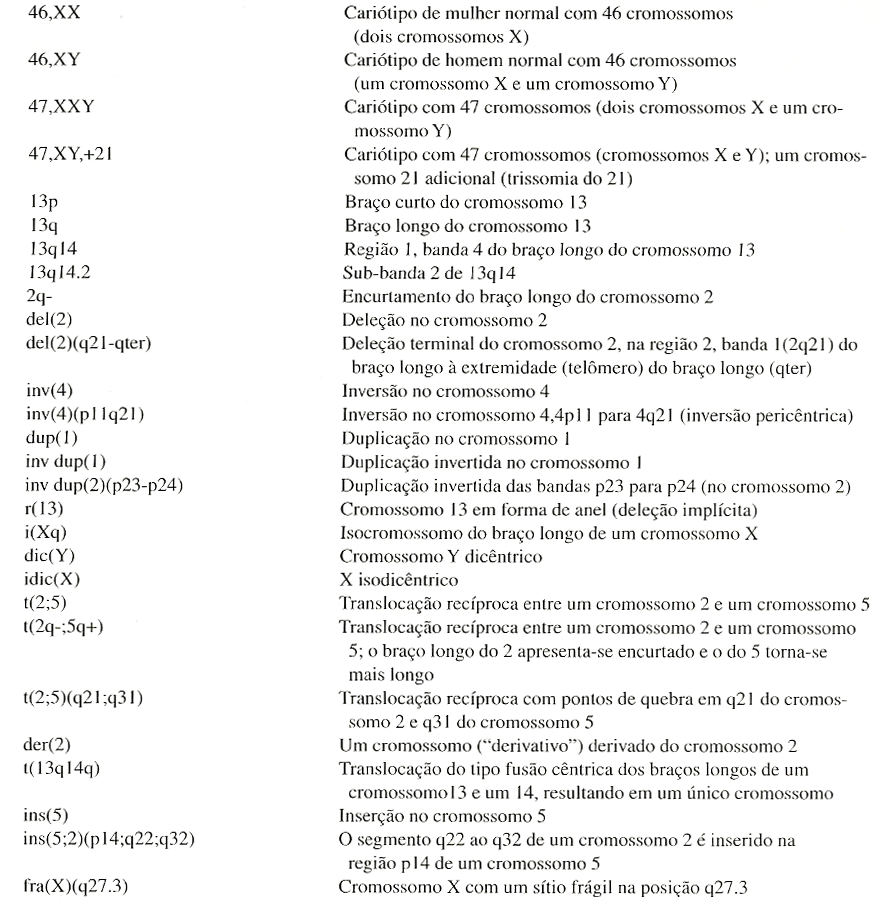 46,XX Cariótipo de mulher normal com 46 cromossomos
(dois cromosomos X)
46,XY Cariótipo de homem normal com 46 cromossomos
(um cromossomo X e um cromossomo Y)
47,XXY Cariótipo com 47 cromossomos (dois cromossomos X e um cro-
mossomo Y)
47,XY,+21 Cariótipo com 47 cromossomos (cromossomos X e Y); um cromos-
somo 21 adicional (trissomia do 21)
13p Braço curto do cromossomo 13
13q Braço longo do cromossomo 13
13q14 Região 1, banda 4 do braço longo do cromossomo 13
13q14.2 Sub-banda 2 de 13q14
2q- Encurtamento do braço longo do cromossomo 2
del(2) Deleção no cromossomo 2
del(2)(q21-qter) Deleção terminal do cromossomo 2, na região 2, banda 1(2q21) do
braço longo à extremidade (telômero) do braço longo (qter)
inv(4) Inversão no cromossomo 4
inv(4)(p11q21) Inversão no cromossomo 4,4p11 para 4q21 (inversão pericêntrica)
dup(1) Duplicação no cromossomo 1
inv dup(1) Duplicação invertida no cromossomo 1
inv dup(2)(p23-p24) Duplicação invertida das bandas p23 para p24 (no cromossomo 2)
r(13) Cromossomo 13 em forma de anel (deleção implícita)
i(Xq) Isocromossomo do braço longo de um cromossomo X
dic(Y) Cromossomo Y dicêntrico
idic(X) X isodicêntrico
t(2;5) Translocação recíproca entre um cromossomo 2 e um cromossomo 5
t(2q-;5q+) Translocação recíproca entre um cromossomo 2 e um cromossomo
5; o braço longo do 2 apresenta-se encurtado e o do 5 torna-se
mais longo
t(2;5)(q21;q31) Translocação recíproca com pontos de quebra em q21 do cromos-
somo 2 e q31 do cromossomo 5
der(2) Um cromossomo (“derivativo”) derivado do cromossomo 2
t(13q14q) Translocação do tipo fusão cêntrica dos braços longos de um
cromossomo13 e um 14, resultando em um único cromossomo
ins(5) Inserção no cromossomo 5
ins(5;2)(p14;q22;q32) O segmento q22 ao q32 de um cromossomo 2 é inserido na
região p14 de um cromossomo 5
fra(X)(q27.3) Cromossomo X com um sítio frágil na posição q27.3